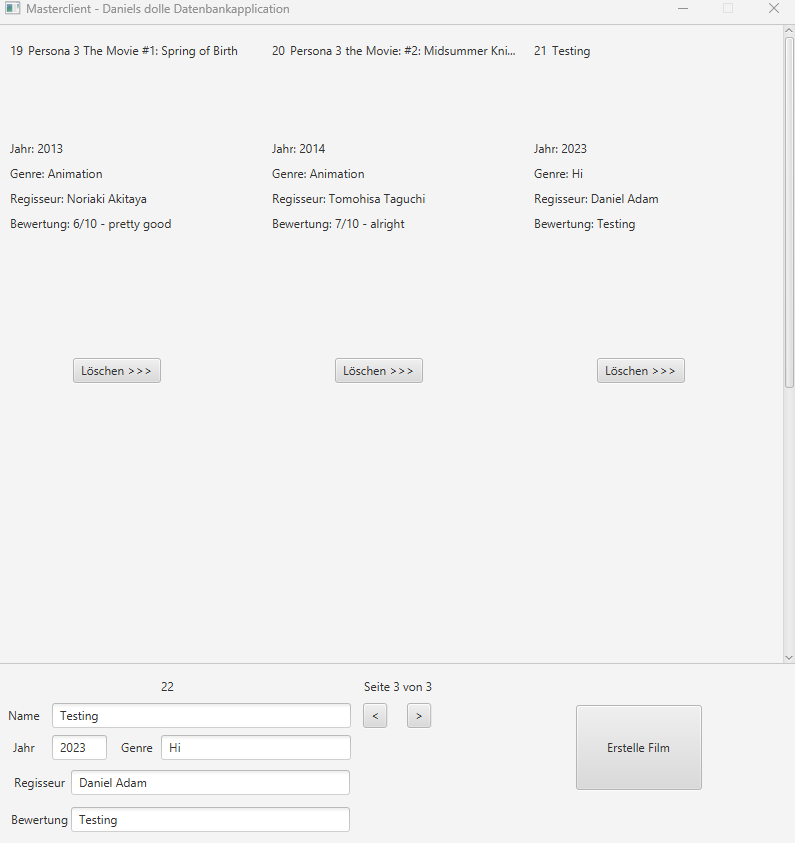 Masterclient - Daniels dolle Datenbankapplication
19 Persona 3 The Movie #1: Spring of Birth
Jahr: 2013
Genre: Animation
Regisseur: Noriaki Akitaya
Bewertung: 6/10 - pretty good
Löschen >>>
20 Persona 3 the Movie: #2: Midsummer Kni...
Jahr: 2014
Genre: Animation
Regisseur: Tomohisa Taguchi
Bewertung: 7/10 - alright
Löschen >>>
21 Testing
Jahr: 2023
Genre: Hi
Regisseur: Daniel Adam
Bewertung: Testing
Löschen >>>
22
Name Testing
Jahr 2023 Genre Hi
Regisseur Daniel Adam
Bewertung Testing
Seite 3 von 3
< >
Erstelle Film